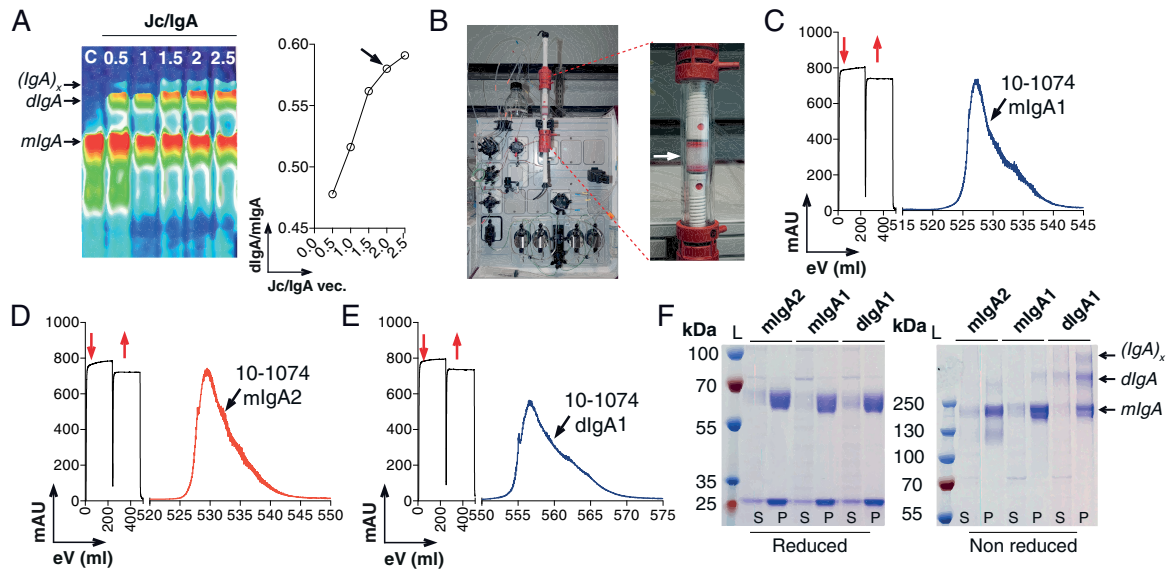 A
Jc/IgA
C 0.5 1 1.5 2 2.5
(IgA)x
dIgA
mIgA
dIgA/mIgA
0.60
0.55
0.50
0.45
0.0 0.5 1.0 1.5 2.0 2.5
Jc/IgA vec.
B
C
mAU
1000
800
600
400
200
0
0 200 400
515 520 525 530 535 540 545
eV (ml)
10-1074
mIgA1
D
mAU
1000
800
600
400
200
0
0 200 400
520 525 530 535 540 545 550
eV (ml)
10-1074
mIgA2
E
mAU
1000
800
600
400
200
0
0 200 400
550 555 560 565 570 575
eV (ml)
10-1074
dIgA1
F
kDa L mIgA2 mIgA1 dIgA1
100
70
55
35
25
S P S P S P
Reduced
kDa L mIgA2 mIgA1 dIgA1
250
130
100
70
55
(IgA)x
dIgA
mIgA
S P S P S P
Non reduced